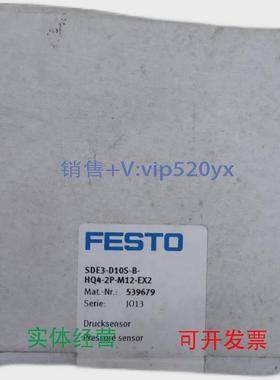 销售+V:vip520yx
FESTO
SDE3-D10S-B-
HQ4-2P-M12-EX2
Mat.-Nr.: 539679
Serie: JO13
Drucksensor
Pressure sensor
实体经营 可开发票